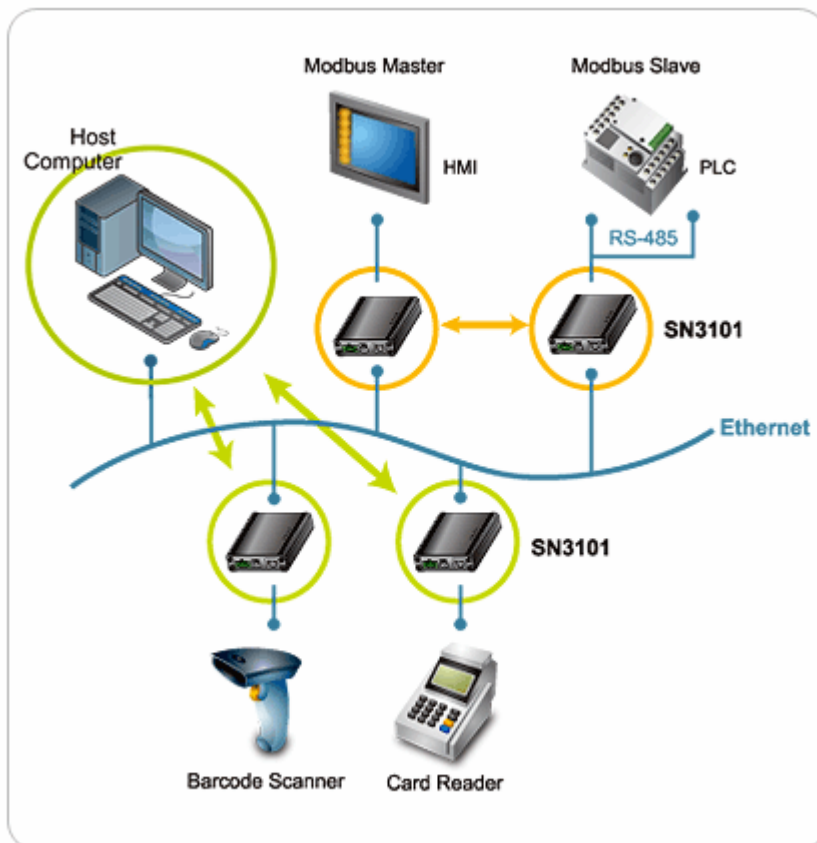 Modbus Master
Modbus Slave
Host
Computer
HMI
PLC
RS-485
SN3101
Ethernet
SN3101
Barcode Scanner
Card Reader